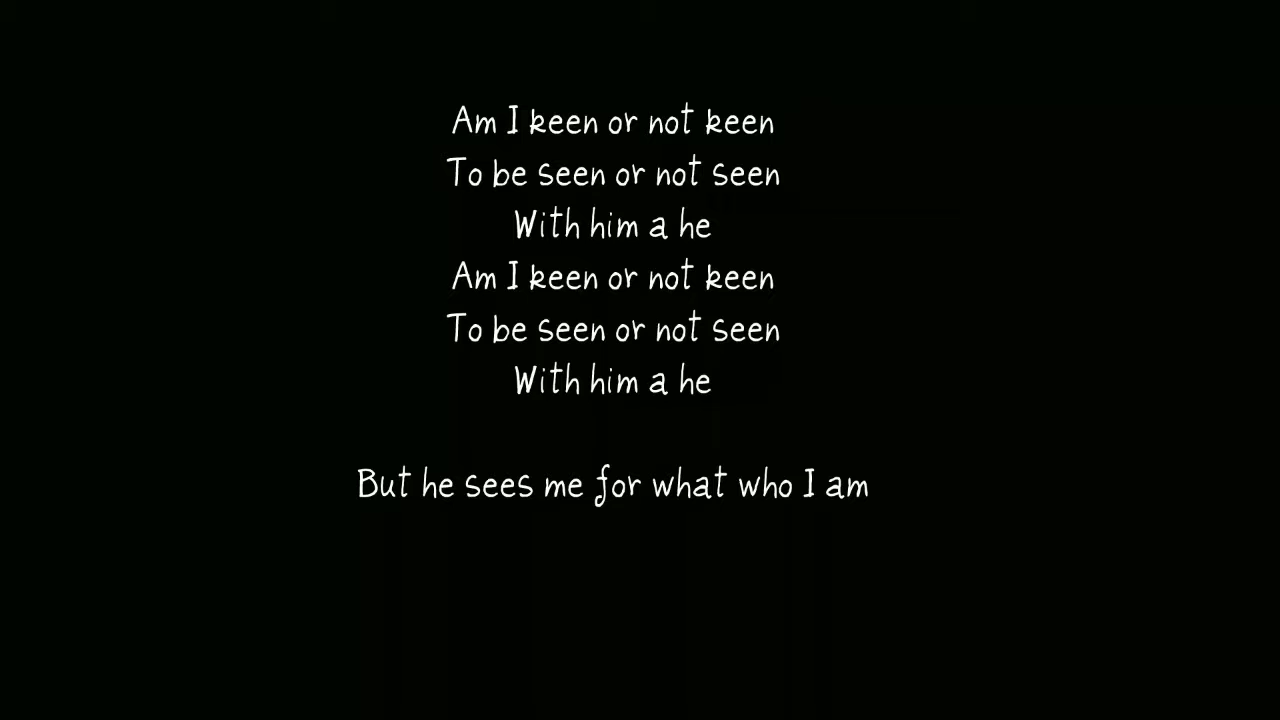 Am I keen or not keen
To be seen or not seen
With him a he
Am I keen or not keen
To be seen or not seen
With him a he
But he sees me for what who I am